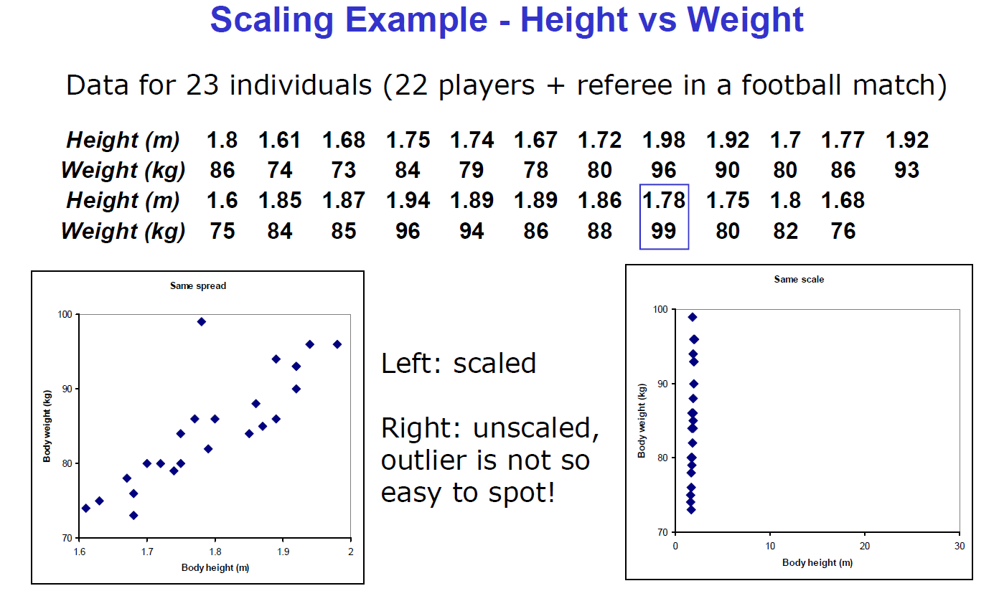 Scaling Example - Height vs Weight
Data for 23 individuals (22 players + referee in a football match)
Height (m) 1.8 1.61 1.68 1.75 1.74 1.67 1.72 1.98 1.92 1.7 1.77 1.92
Weight (kg) 86 74 73 84 79 78 80 96 90 80 86 93
Height (m) 1.6 1.85 1.87 1.94 1.89 1.89 1.86 1.78 1.75 1.8 1.68
Weight (kg) 75 84 85 96 94 86 88 99 80 82 76
Same spread
100
90
80
70
1.6 1.7 1.8 1.9 2
Body weight (kg)
Body height (m)
Left: scaled
Right: unscaled,
outlier is not so
easy to spot!
Same scale
100
90
80
70
0 10 20 30
Body weight (kg)
Body height (m)